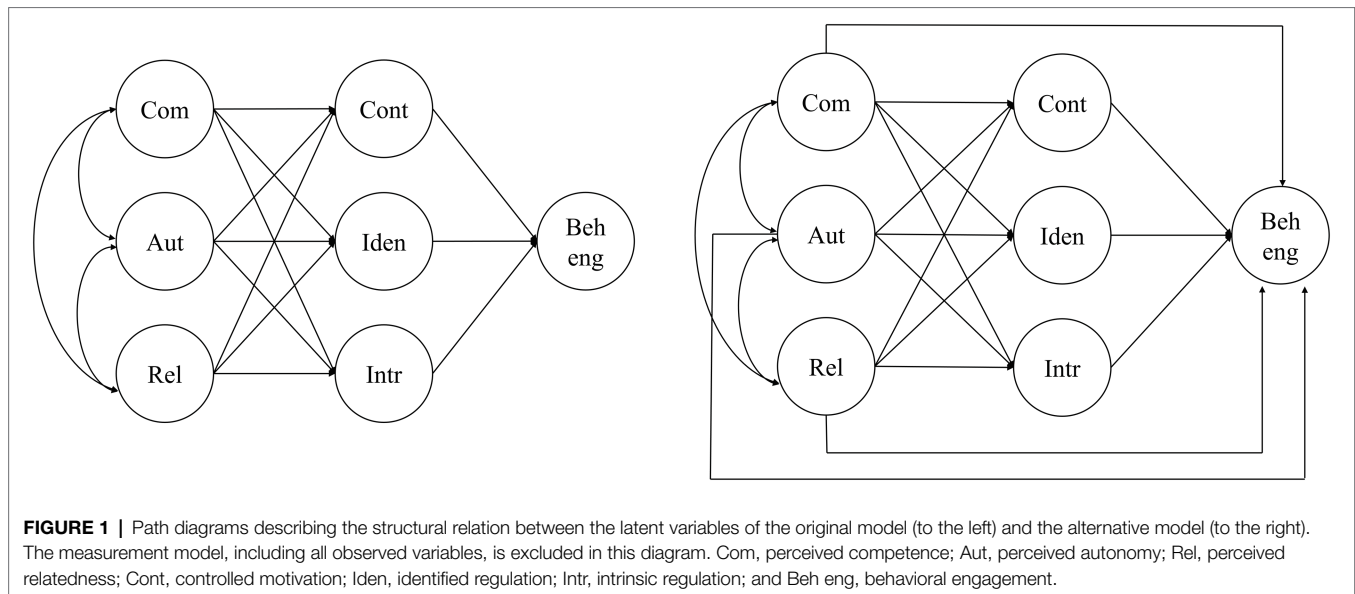 Com
Cont
Aut
Iden
Beh
eng
Rel
Intr
Com
Cont
Aut
Iden
Beh
eng
Rel
Intr
FIGURE 1 | Path diagrams describing the structural relation between the latent variables of the original model (to the left) and the alternative model (to the right).
The measurement model, including all observed variables, is excluded in this diagram. Com, perceived competence; Aut, perceived autonomy; Rel, perceived
relatedness; Cont, controlled motivation; Iden, identified regulation; Intr, intrinsic regulation; and Beh eng, behavioral engagement.